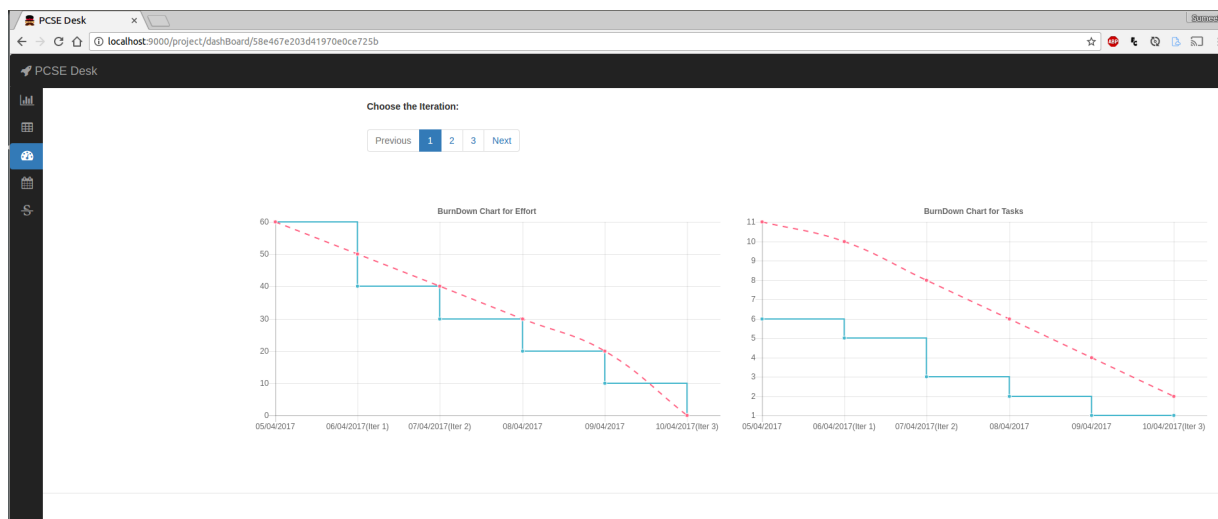 PCSE Desk
localhost:9000/project/dashBoard/58e467e203d41970e0ce725b
ABP
PCSE Desk
Choose the Iteration:
Previous 1 2 3 Next
BurnDown Chart for Effort
60
50
40
30
20
10
0
05/04/2017 06/04/2017(Iter 1) 07/04/2017(Iter 2) 08/04/2017 09/04/2017 10/04/2017(Iter 3)
BurnDown Chart for Tasks
11
10
9
8
7
6
5
4
3
2
1
05/04/2017 06/04/2017(Iter 1) 07/04/2017(Iter 2) 08/04/2017 09/04/2017 10/04/2017(Iter 3)